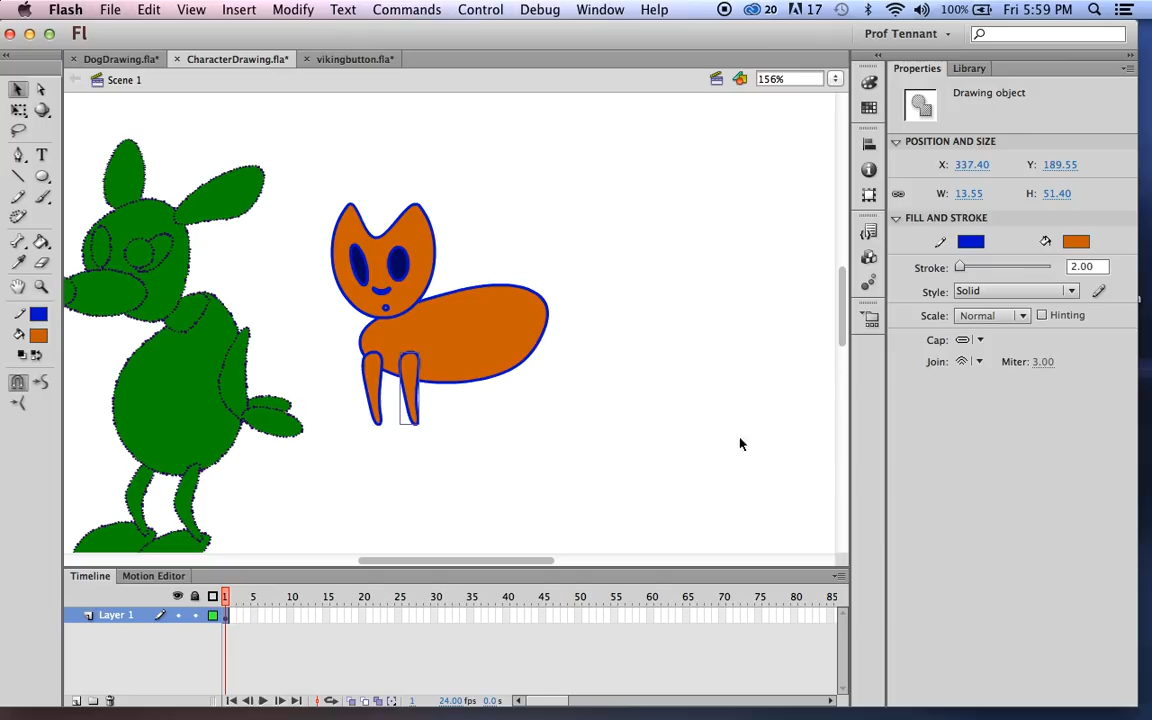 Flash File Edit View Insert Modify Text Commands Control Debug Window Help 20 17 100% Fri 5:59 PM
Fl Prof Tennant
DogDrawing.fla* CharacterDrawing.fla* vikingbutton.fla* Properties Library
Scene 1 156% Drawing object
POSITION AND SIZE
X: 337.40 Y: 189.55
W: 13.55 H: 51.40
FILL AND STROKE
Stroke: 2.00
Style: Solid
Scale: Normal Hinting
Cap:
Join: Miter: 3.00
Timeline Motion Editor
1 5 10 15 20 25 30 35 40 45 50 55 60 65 70 75 80 85
Layer 1
1 24.00 fps 0.0 s